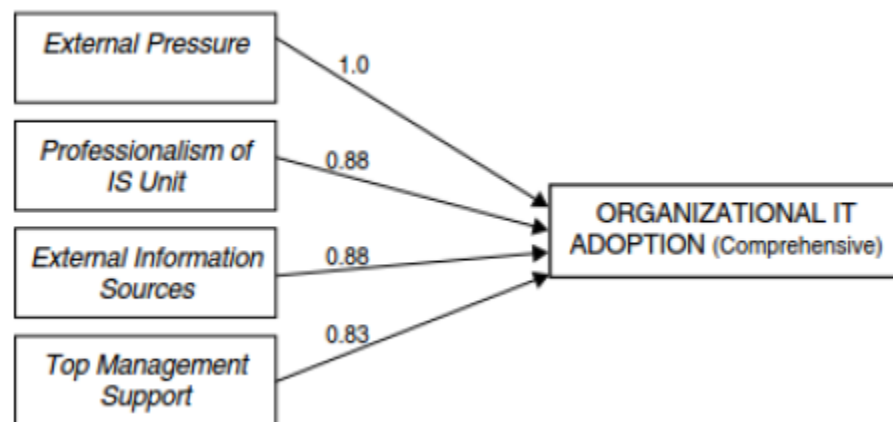 External Pressure
1.0
Professionalism of
IS Unit
0.88
External Information
Sources
0.88
Top Management
Support
0.83
ORGANIZATIONAL IT
ADOPTION (Comprehensive)